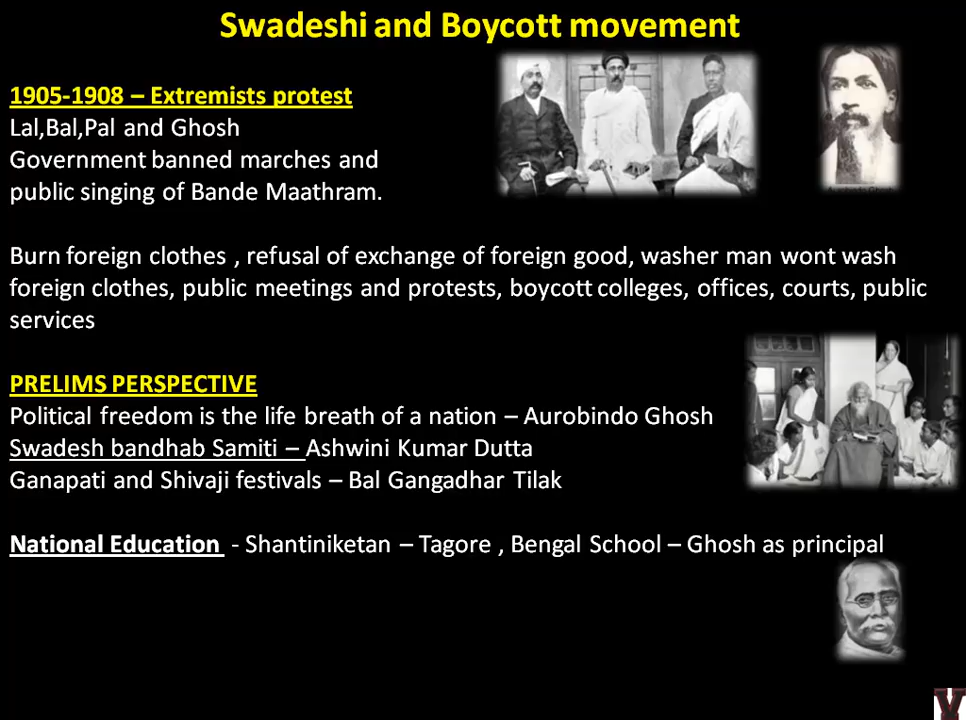 Swadeshi and Boycott movement
1905-1908 – Extremists protest
Lal,Bal,Pal and Ghosh
Government banned marches and
public singing of Bande Maathram.
Burn foreign clothes , refusal of exchange of foreign good, washer man wont wash
foreign clothes, public meetings and protests, boycott colleges, offices, courts, public
services
PRELIMS PERSPECTIVE
Political freedom is the life breath of a nation – Aurobindo Ghosh
Swadesh bandhab Samiti – Ashwini Kumar Dutta
Ganapati and Shivaji festivals – Bal Gangadhar Tilak
National Education - Shantiniketan – Tagore , Bengal School – Ghosh as principal
V